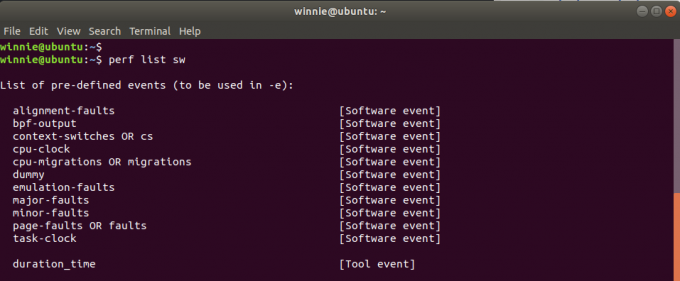 winnie@ubuntu: ~
File Edit View Search Terminal Help
winnie@ubuntu:~$
winnie@ubuntu:~$ perf list sw
List of pre-defined events (to be used in -e):
alignment-faults [Software event]
bpf-output [Software event]
context-switches OR cs [Software event]
cpu-clock [Software event]
cpu-migrations OR migrations [Software event]
dummy [Software event]
emulation-faults [Software event]
major-faults [Software event]
minor-faults [Software event]
page-faults OR faults [Software event]
task-clock [Software event]
duration_time [Tool event]